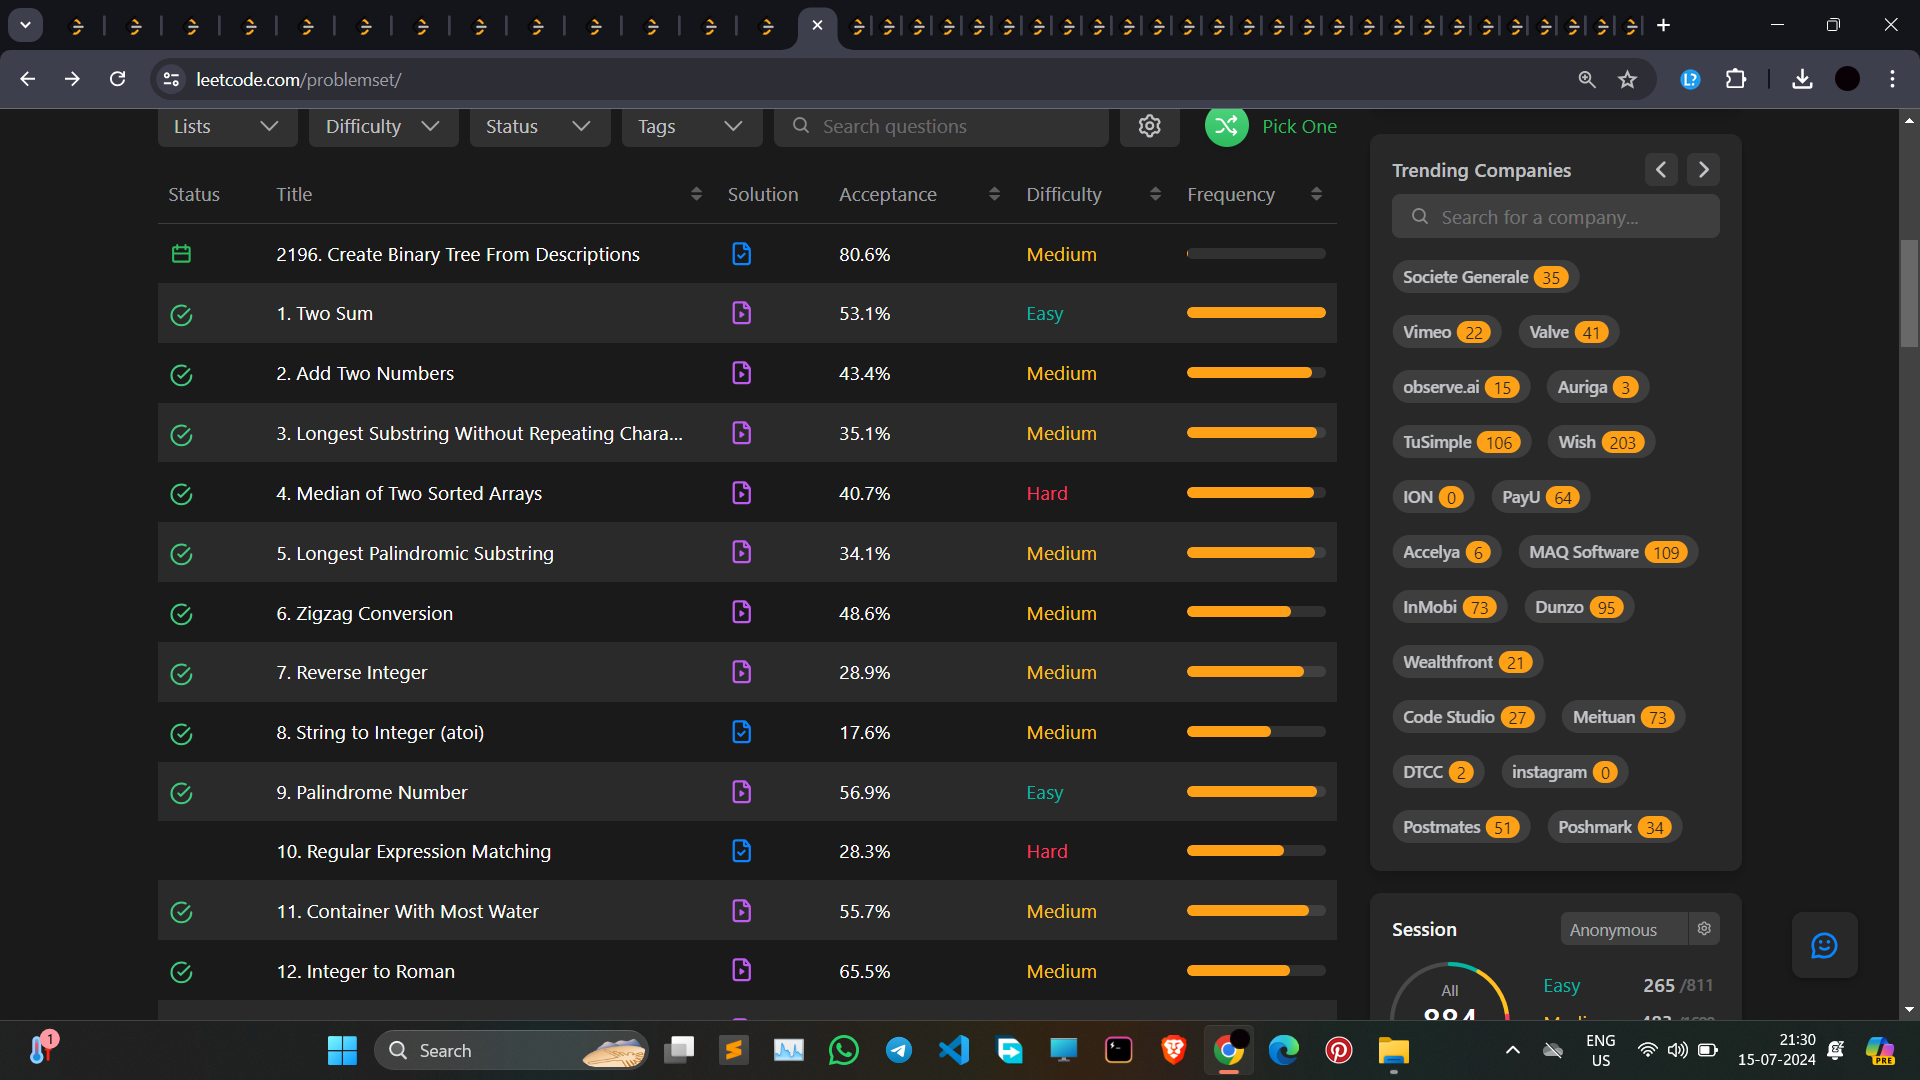 leetcode.com/problemset/
Lists Difficulty Status Tags Search questions Pick One
Status Title Solution Acceptance Difficulty Frequency
2196. Create Binary Tree From Descriptions 80.6% Medium
1. Two Sum 53.1% Easy
2. Add Two Numbers 43.4% Medium
3. Longest Substring Without Repeating Chara... 35.1% Medium
4. Median of Two Sorted Arrays 40.7% Hard
5. Longest Palindromic Substring 34.1% Medium
6. Zigzag Conversion 48.6% Medium
7. Reverse Integer 28.9% Medium
8. String to Integer (atoi) 17.6% Medium
9. Palindrome Number 56.9% Easy
10. Regular Expression Matching 28.3% Hard
11. Container With Most Water 55.7% Medium
12. Integer to Roman 65.5% Medium
Trending Companies
Search for a company...
Societe Generale 35
Vimeo 22 Valve 41
observe.ai 15 Auriga 3
TuSimple 106 Wish 203
ION 0 PayU 64
Accelya 6 MAQ Software 109
InMobi 73 Dunzo 95
Wealthfront 21
Code Studio 27 Meituan 73
DTCC 2 instagram 0
Postmates 51 Poshmark 34
Session Anonymous
All
884
Easy 265 /811
1
Search
ENG
US
21:30
15-07-2024
PRE